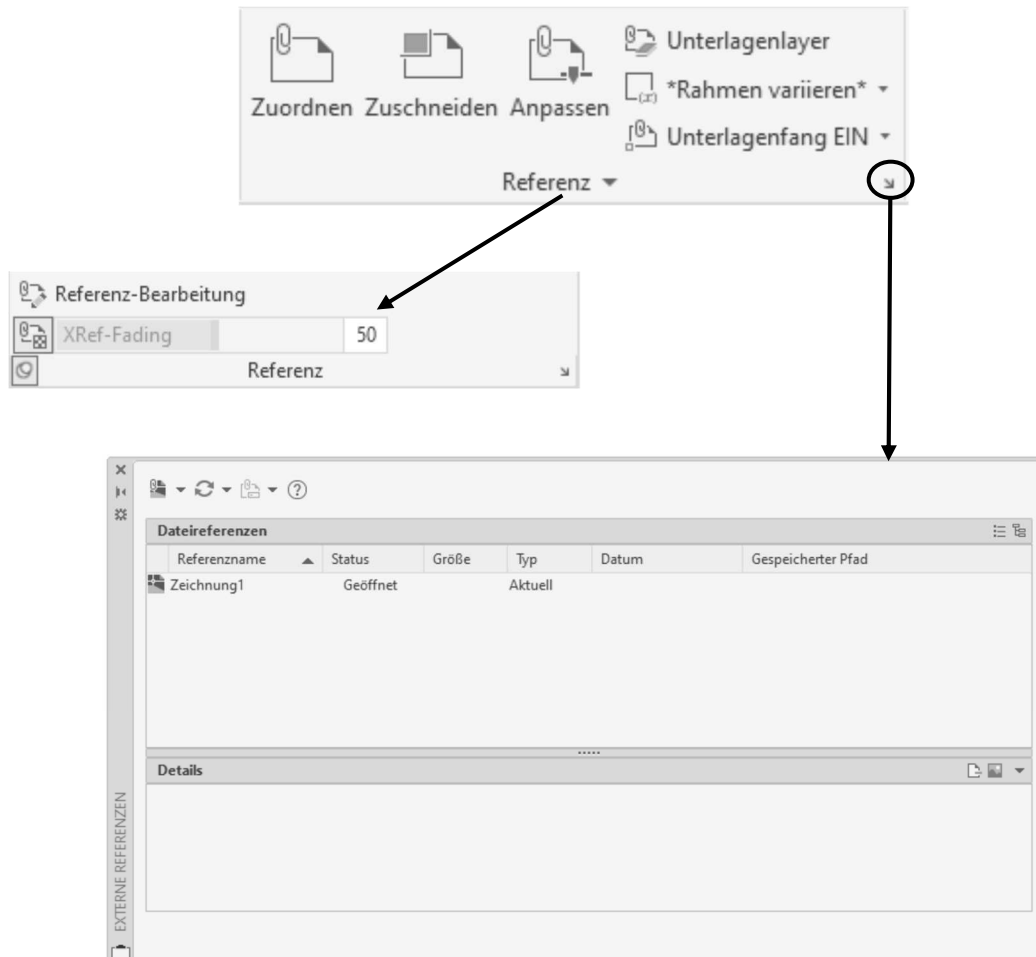 Unterlagenlayer
*Rahmen variieren*
Zuordnen Zuschneiden Anpassen
Unterlagenfang EIN
Referenz
Referenz-Bearbeitung
XRef-Fading 50
Referenz
Dateireferenzen
Referenzname Status Größe Typ Datum Gespeicherter Pfad
Zeichnung1 Geöffnet Aktuell
Details
EXTERNE REFERENZEN